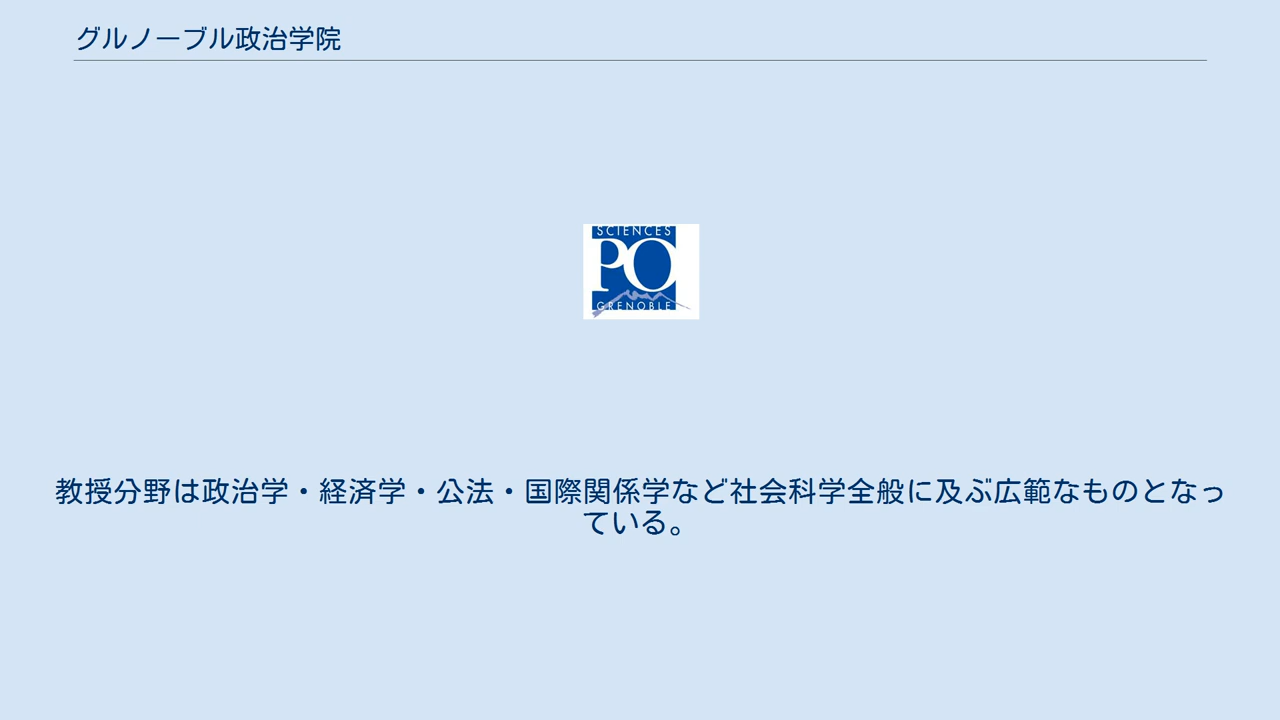 グルノーブル政治学院
SCIENCES
PO
GRENOBLE
教授分野は政治学・経済学・公法・国際関係学など社会科学全般に及ぶ広範なものとなっ
ている。